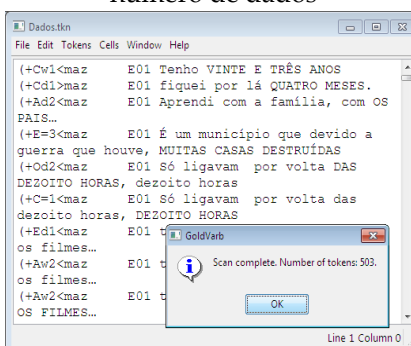 número de dados
Dados.tkn
File Edit Tokens Cells Window Help
(+Cw1<maz E01 Tenho VINTE E TRÊS ANOS
(+Cd1>maz E01 fiquei por lá QUATRO MESES.
(+Ad2<maz E01 Aprendi com a família, com OS
PAIS…
(+E=3<maz E01 É um município que devido a
guerra que houve, MUITAS CASAS DESTRUÍDAS
(+Od2<maz E01 Só ligavam por volta DAS
DEZOITO HORAS, dezoito horas
(+C=1<maz E01 Só ligavam por volta das
dezoito horas, DEZOITO HORAS
(+Ed1<maz E01 t
os filmes…
(+Aw2<maz E01 t
os filmes…
(+Aw2<maz E01 t
OS FILMES…
GoldVarb
Scan complete. Number of tokens: 503.
OK
Line 1 Column 0